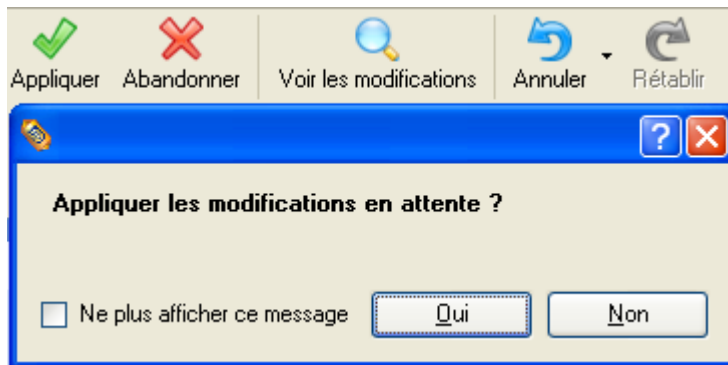 Appliquer Abandonner Voir les modifications Annuler Rétablir
Appliquer les modifications en attente ?
Ne plus afficher ce message Oui Non